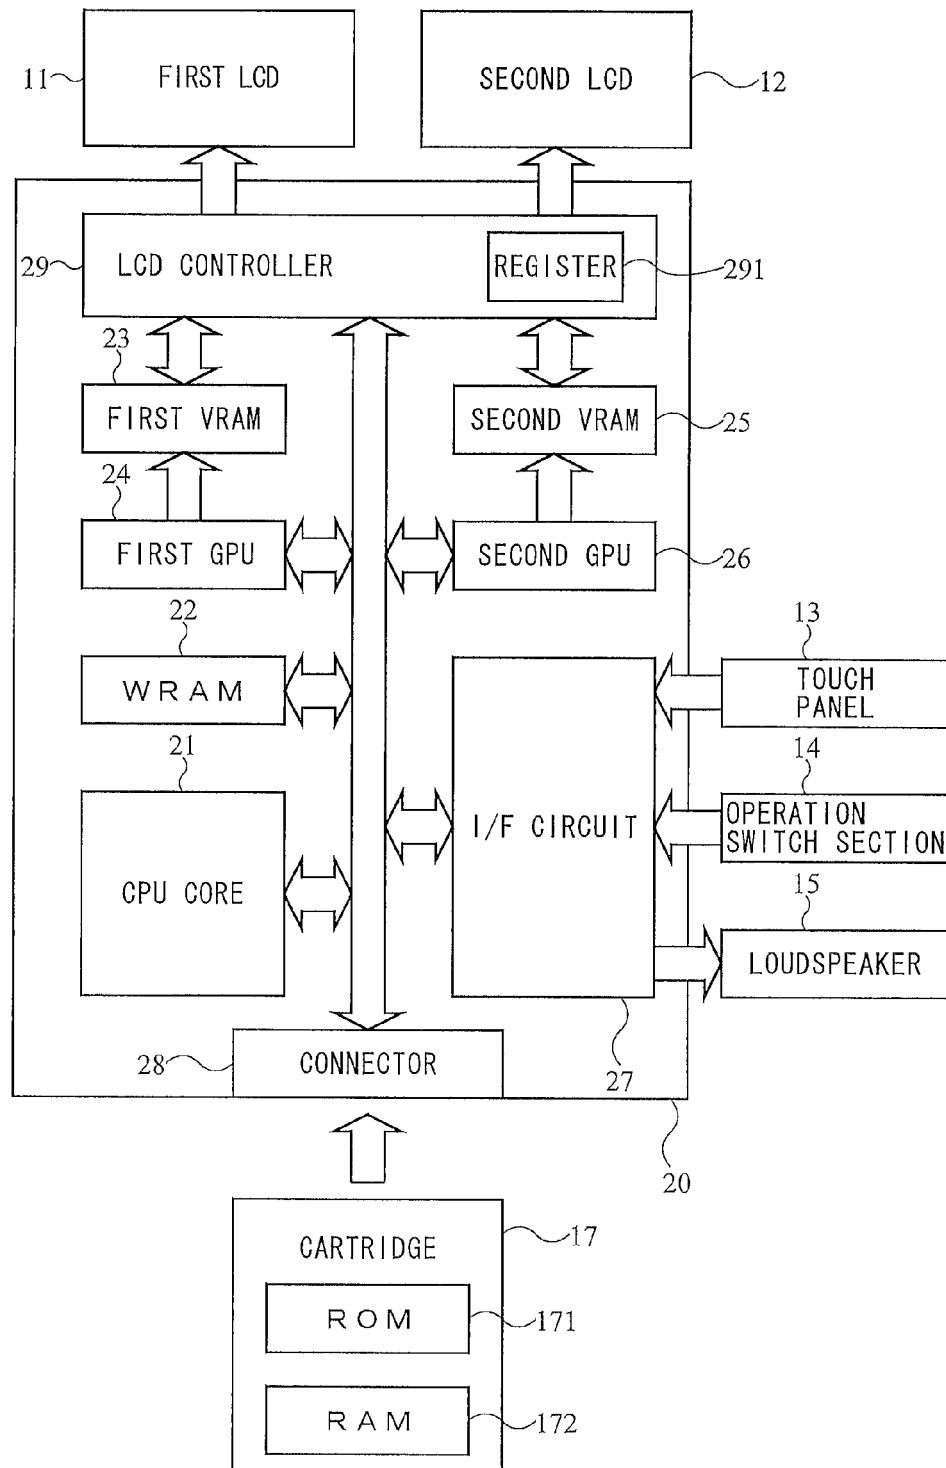 11
FIRST LCD
SECOND LCD
12
29
LCD CONTROLLER
REGISTER
291
23
FIRST VRAM
SECOND VRAM
25
24
FIRST GPU
SECOND GPU
26
22
WRAM
13
TOUCH
PANEL
21
CPU CORE
I/F CIRCUIT
14
OPERATION
SWITCH SECTION
15
LOUDSPEAKER
28
CONNECTOR
27
20
CARTRIDGE
17
ROM
171
RAM
172